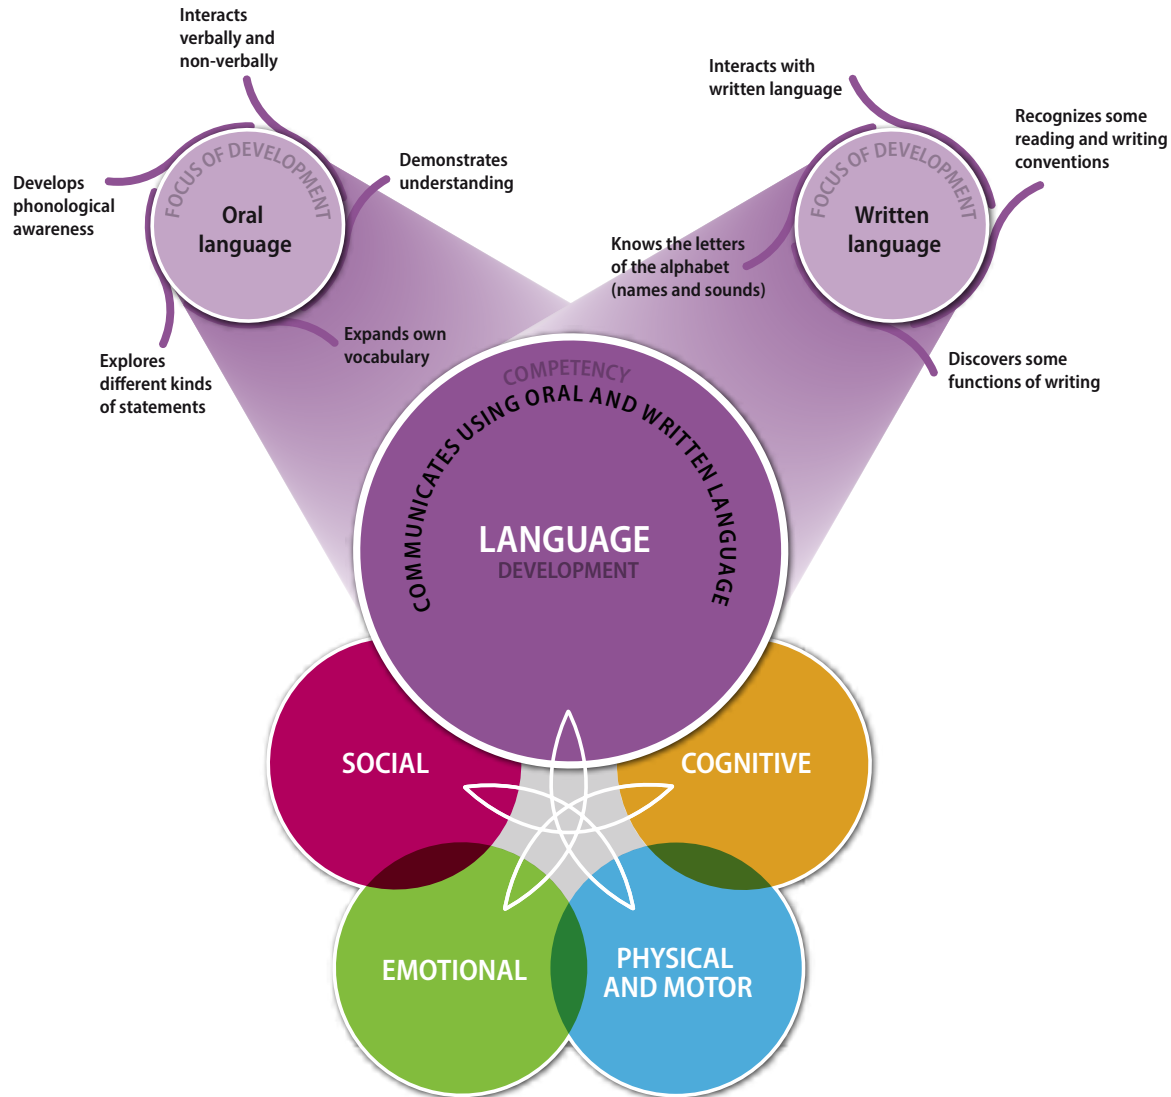 Interacts
verbally and
non-verbally
FOCUS OF DEVELOPMENT
Oral
language
Develops
phonological
awareness
Demonstrates
understanding
Explores
different kinds
of statements
Expands own
vocabulary
Interacts with
written language
Recognizes some
reading and writing
conventions
FOCUS OF DEVELOPMENT
Written
language
Knows the letters
of the alphabet
(names and sounds)
Discovers some
functions of writing
COMPETENCY
COMMUNICATES USING ORAL AND WRITTEN LANGUAGE
LANGUAGE
DEVELOPMENT
SOCIAL
COGNITIVE
EMOTIONAL
PHYSICAL
AND MOTOR